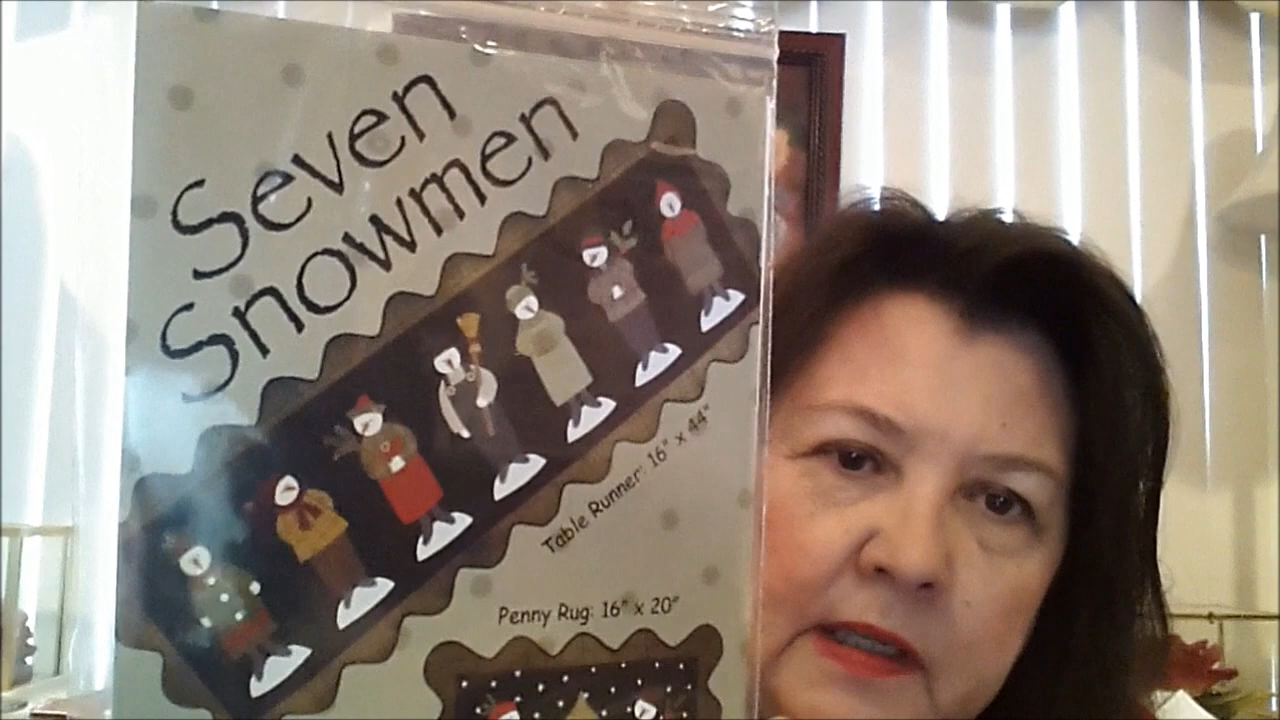 Seven
Snowmen
Table Runner: 16" x 44"
Penny Rug: 16" x 20"